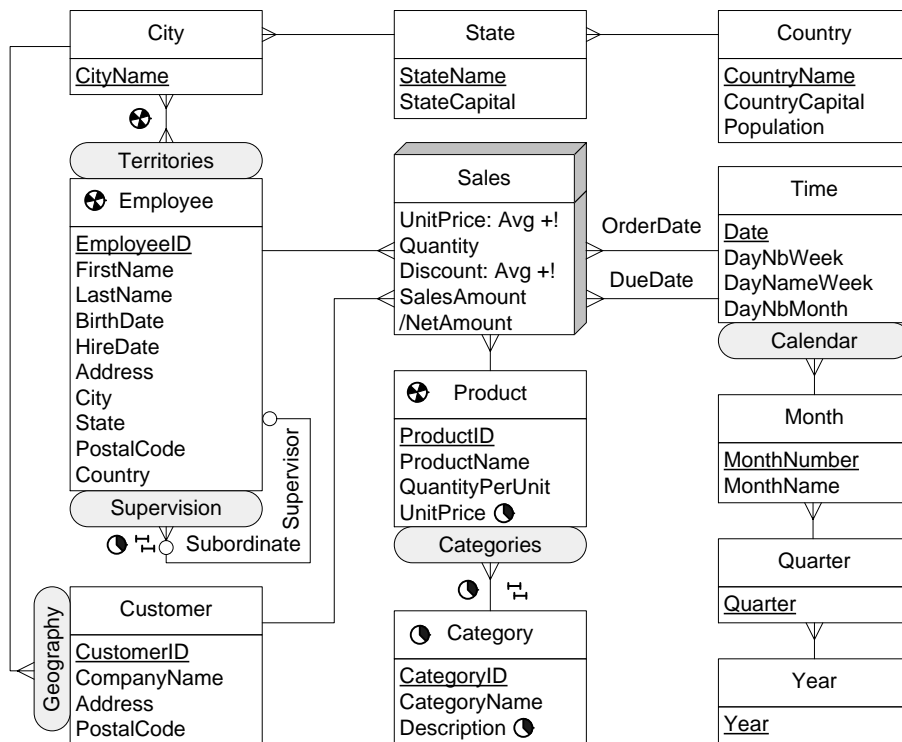 City
CityName
State
StateName
StateCapital
Country
CountryName
CountryCapital
Population
Territories
Employee
EmployeeID
FirstName
LastName
BirthDate
HireDate
Address
City
State
PostalCode
Country
Supervision
Supervisor
Subordinate
Sales
UnitPrice: Avg +!
Quantity
Discount: Avg +!
SalesAmount
/NetAmount
OrderDate
DueDate
Time
Date
DayNbWeek
DayNameWeek
DayNbMonth
Calendar
Product
ProductID
ProductName
QuantityPerUnit
UnitPrice
Categories
Month
MonthNumber
MonthName
Quarter
Quarter
Geography
Customer
CustomerID
CompanyName
Address
PostalCode
Category
CategoryID
CategoryName
Description
Year
Year